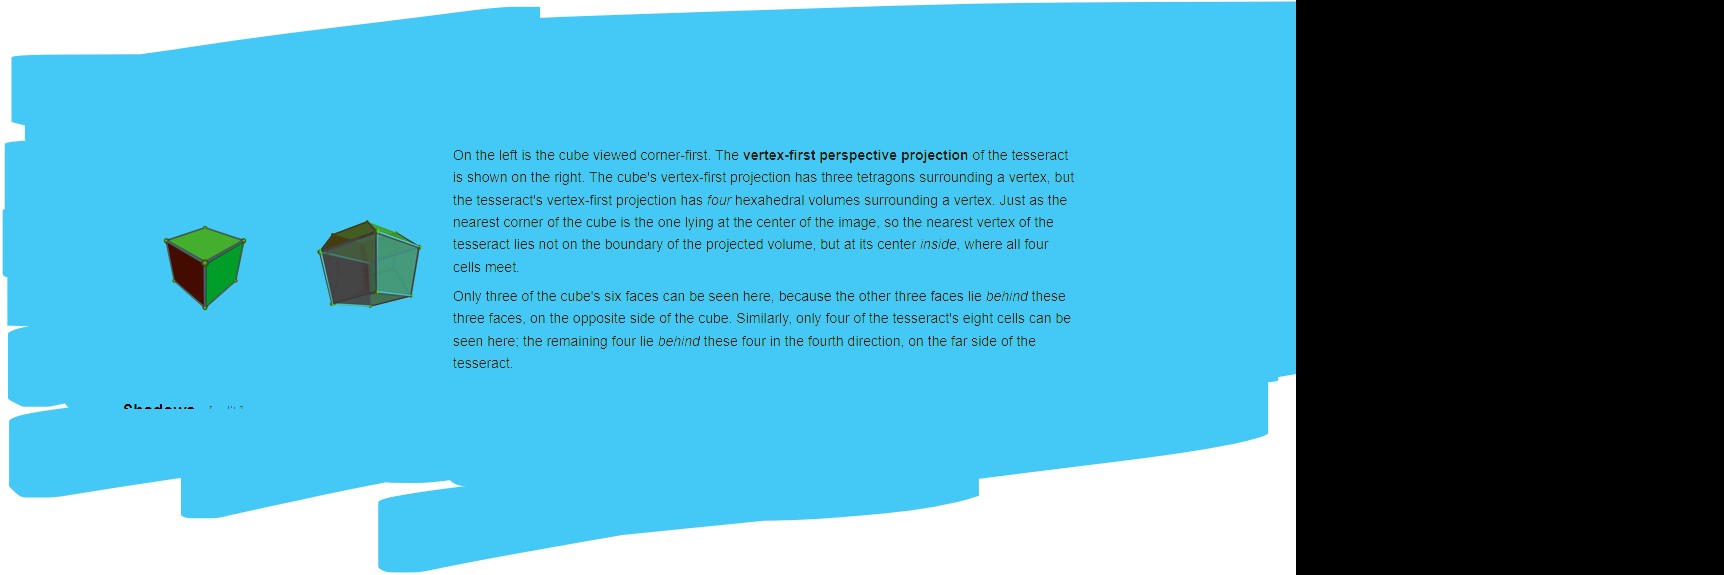 On the left is the cube viewed corner-first. The vertex-first perspective projection of the tesseract
is shown on the right. The cube's vertex-first projection has three tetragons surrounding a vertex, but
the tesseract's vertex-first projection has four hexahedral volumes surrounding a vertex. Just as the
nearest corner of the cube is the one lying at the center of the image, so the nearest vertex of the
tesseract lies not on the boundary of the projected volume, but at its center inside, where all four
cells meet.
Only three of the cube's six faces can be seen here, because the other three faces lie behind these
three faces, on the opposite side of the cube. Similarly, only four of the tesseract's eight cells can be
seen here; the remaining four lie behind these four in the fourth direction, on the far side of the
tesseract.
Shadows